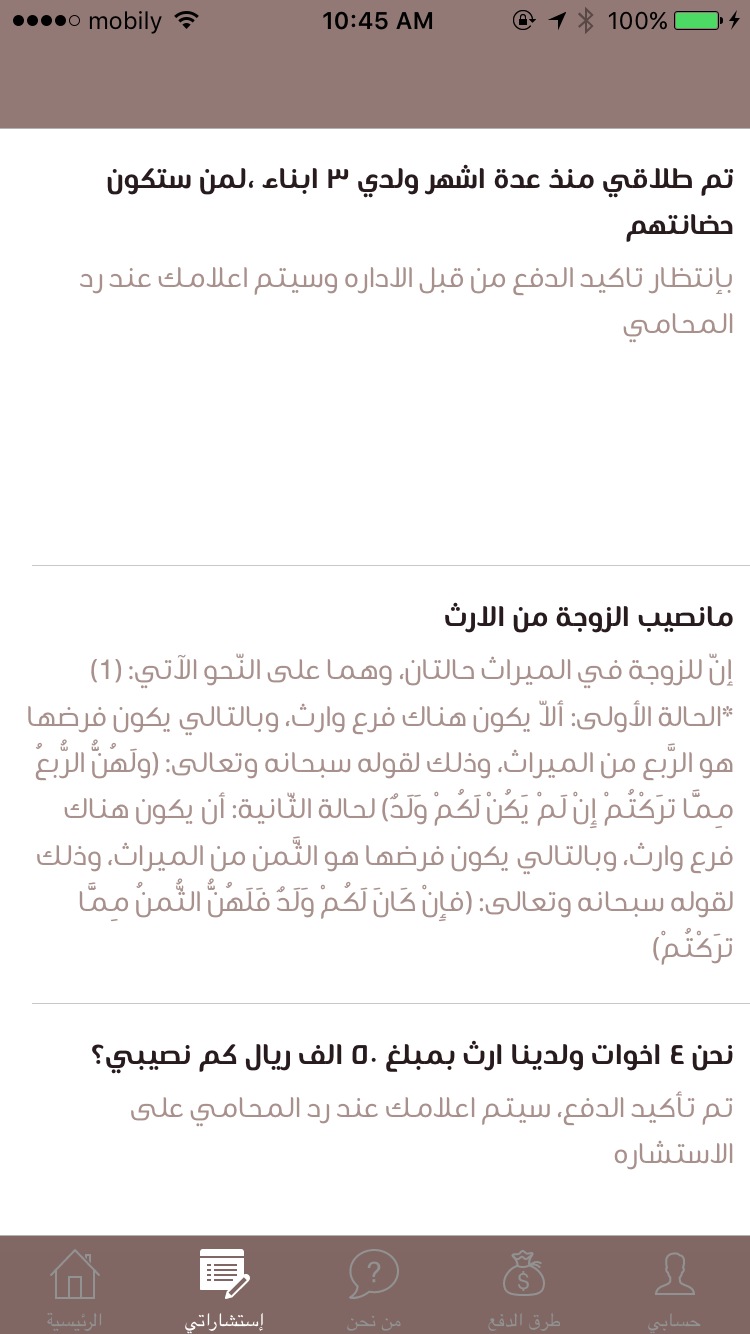 mobily 10:45 AM 100%
تم طلاقي منذ عدة اشهر ولدي ٣ ابناء ،لمن ستكون
حضانتهم
بإنتظار تاكيد الدفع من قبل الاداره وسيتم اعلامك عند رد
المحامي
مانصيب الزوجة من الارث
إنّ للزوجة في الميراث حالتان، وهما على النّحو الآتي: (1)
*الحالة الأولى: ألاّ يكون هناك فرع وارث، وبالتالي يكون فرضها
هو الرَّبع من الميراث، وذلك لقوله سبحانه وتعالى: (ولَهُنُّ الرُّبعُ
مِمَّا ترَكْتُمْ إِنْ لَمْ يَكُنْ لَكُمْ وَلَدٌ) لحالة الثّانية: أن يكون هناك
فرع وارث، وبالتالي يكون فرضها هو الثَّمن من الميراث، وذلك
لقوله سبحانه وتعالى: (فإِنْ كَانَ لَكُمْ وَلَدٌ فَلَهُنُّ الثُّمنُ مِمَّا
ترَكْتُمْ)
نحن ٤ اخوات ولدينا ارث بمبلغ ٥٠ الف ريال كم نصيبي؟
تم تأكيد الدفع، سيتم اعلامك عند رد المحامي على
الاستشاره
حسابي طرق الدفع من نحن إستشاراتي الرئيسية